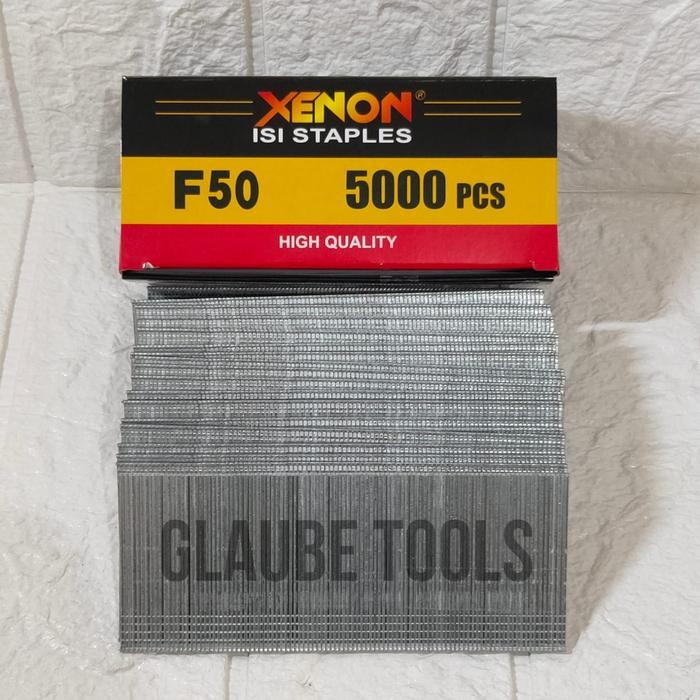 XENON®
ISI STAPLES
F50 5000 PCS
HIGH QUALITY
GLAUBE TOOLS